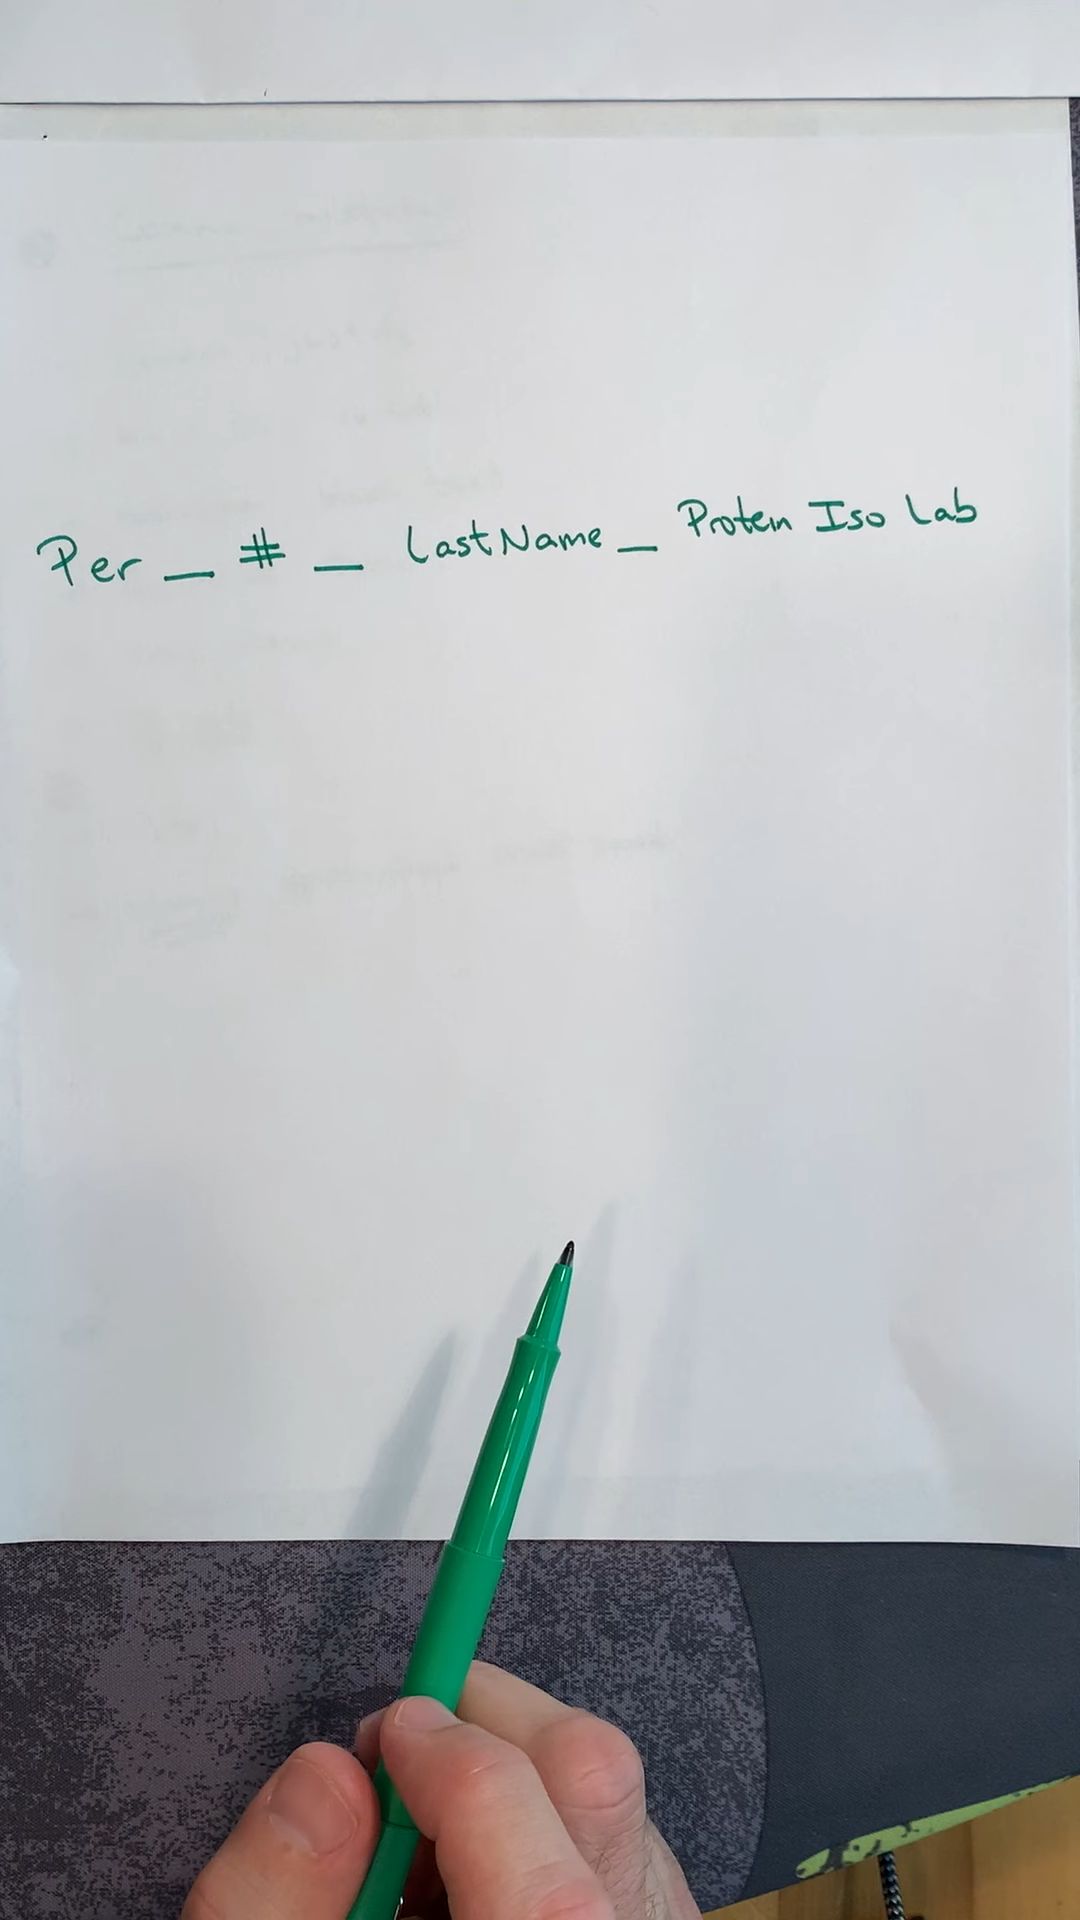 Per _ # _ LastName _ Protein Iso Lab